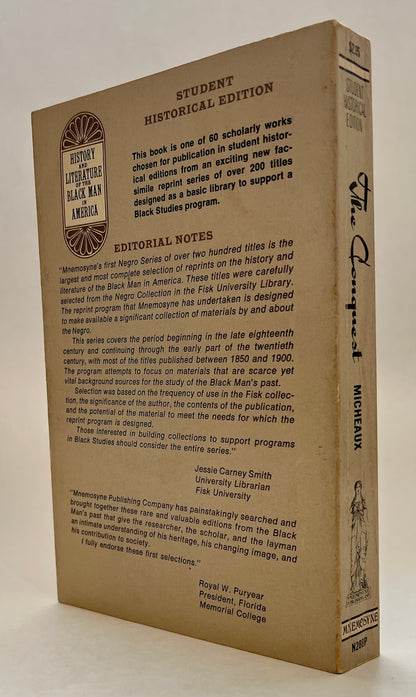 STUDENT
HISTORICAL EDITION
HISTORY
AND
LITERATURE
OF THE
BLACK MAN
IN
AMERICA
This book is one of 60 scholarly works
chosen for publication in student histor-
ical editions from an exciting new fac-
simile reprint series of over 200 titles
designed as a basic library to support a
Black Studies program.
EDITORIAL NOTES
"Mnemosyne's first Negro Series of over two hundred titles is the
largest and most complete selection of reprints on the history and
literature of the Black Man in America. These titles were carefully
selected from the Negro Collection in the Fisk University Library.
The reprint program that Mnemosyne has undertaken is designed
to make available a significant collection of materials by and about
the Negro.
This series covers the period beginning in the late eighteenth
century and continuing through the early part of the twentieth
century, with most of the titles published between 1850 and 1900.
The program attempts to focus on materials that are scarce yet
vital background sources for the study of the Black Man's past.
Selection was based on the frequency of use in the Fisk collec-
tion, the significance of the author, the contents of the publication,
and the potential of the material to meet the needs for which the
reprint program is designed.
Those interested in building collections to support programs
in Black Studies should consider the entire series."
Jessie Carney Smith
University Librarian
Fisk University
"Mnemosyne Publishing Company has painstakingly searched and
brought together these rare and valuable editions from the Black
Man's past that give the researcher, the scholar, and the layman
an intimate understanding of his heritage, his changing image, and
his contribution to society.
I fully endorse these first selections."
Royal W. Puryear
President, Florida
Memorial College
$2.95
STUDENT
HISTORICAL
EDITION
The Conquest
MICHEAUX
MNEMOSYNE
N288P